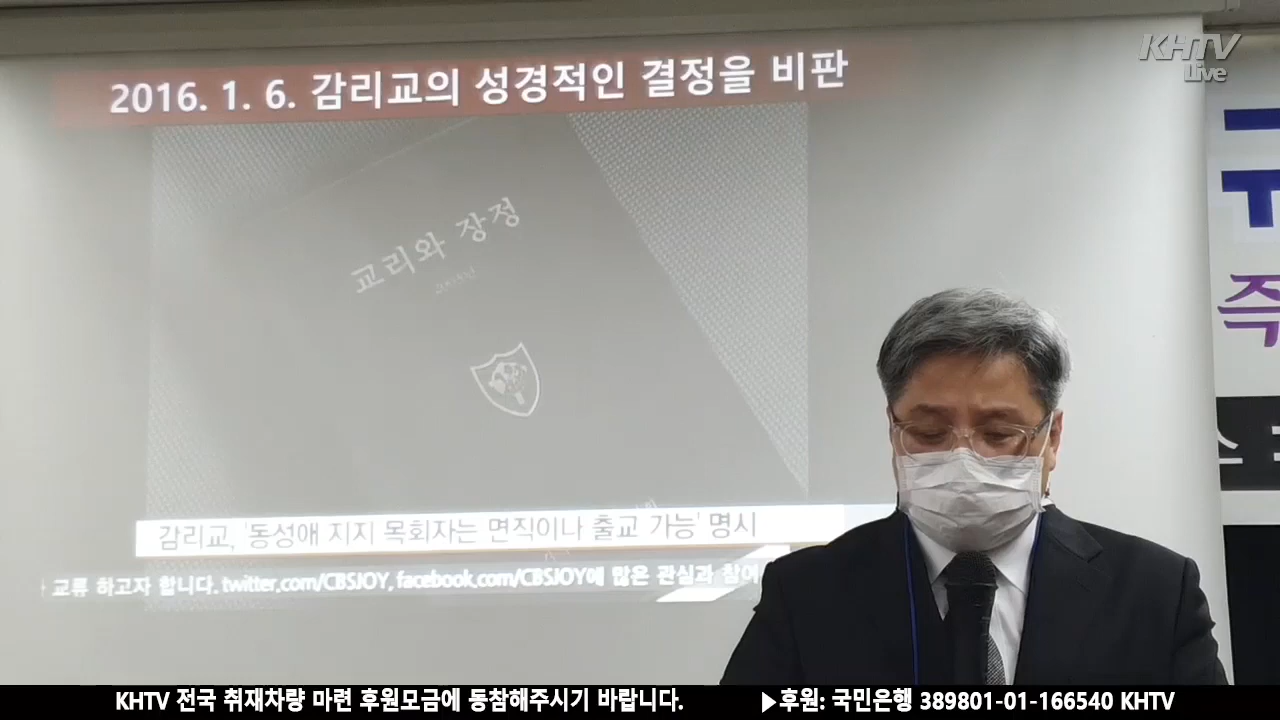 KHTV
Live
2016. 1. 6. 감리교의 성경적인 결정을 비판
교리와 장정
감리교, '동성애 지지 목회자는 면직이나 출교 가능' 명시
교류 하고자 합니다. twitter.com/CBSJOY, facebook.com/CBSJOY에 많은 관심과 참여
즉
스
KHTV 전국 취재차량 마련 후원모금에 동참해주시기 바랍니다. ▶후원: 국민은행 389801-01-166540 KHTV